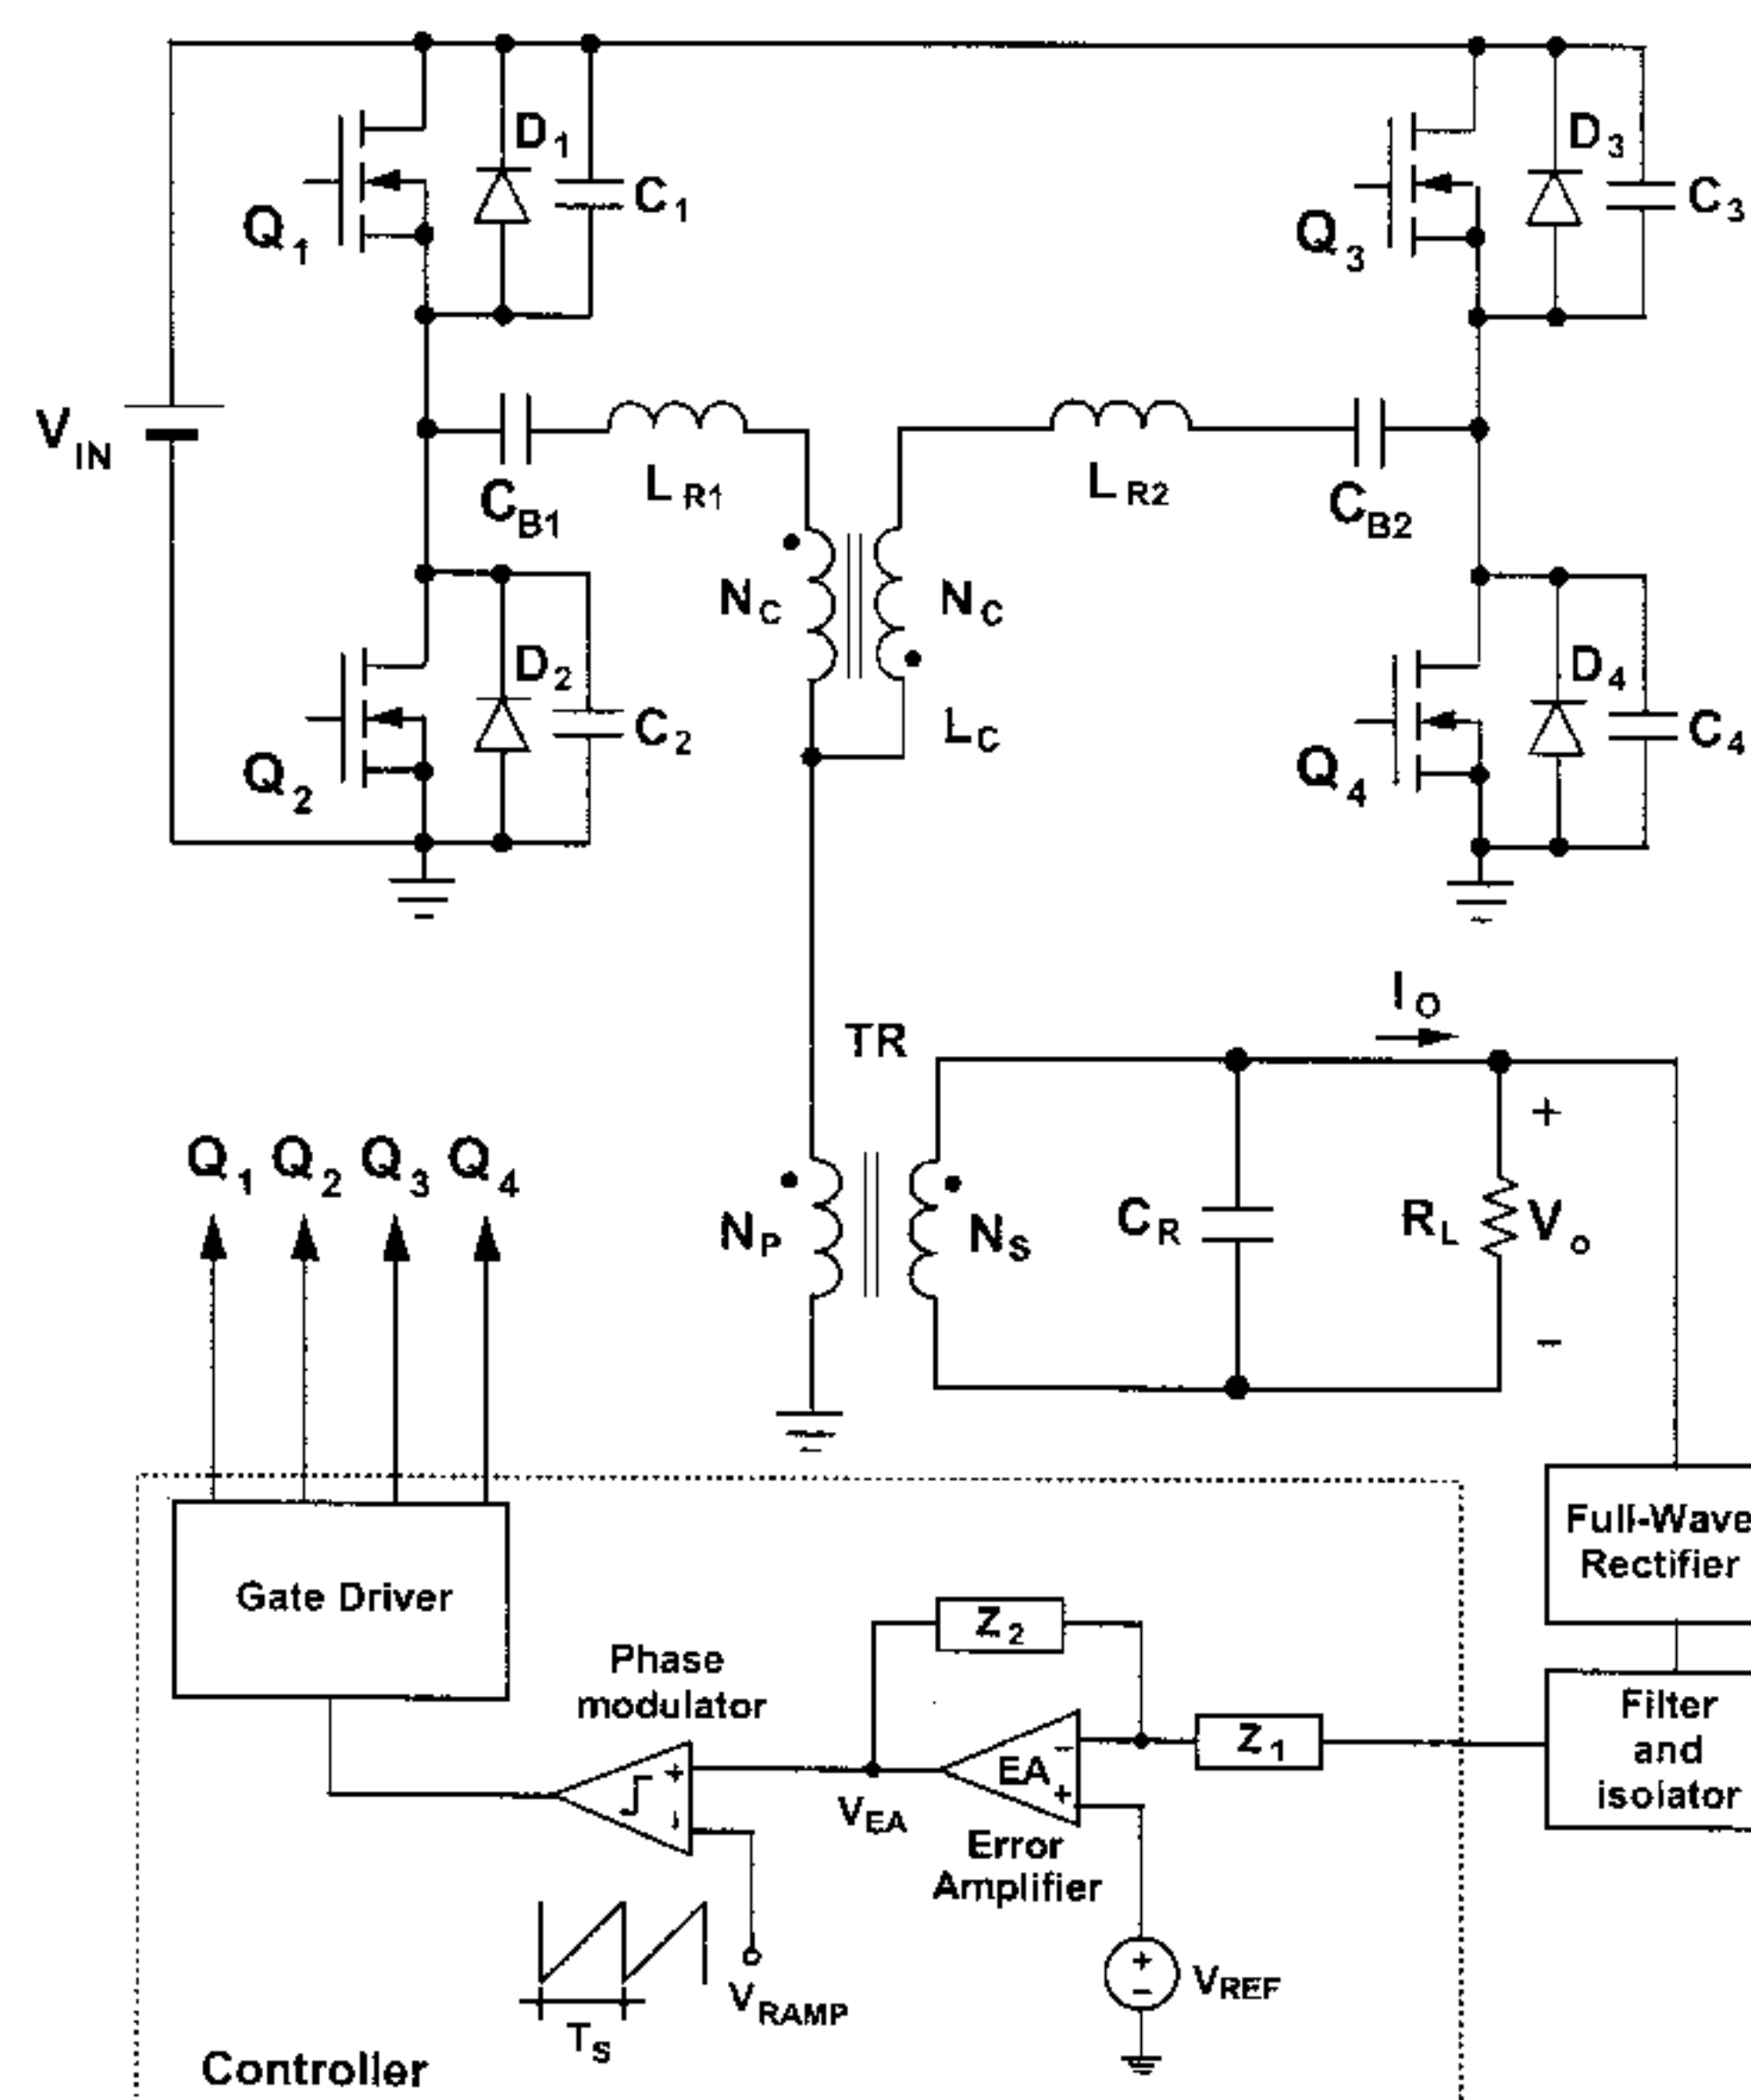 D1
C1
Q1
D3
C3
Q3
VIN
CB1
LR1
LR2
CB2
NC
NC
LC
D2
C2
Q2
D4
C4
Q4
IO
TR
+
Q1 Q2 Q3 Q4
NP
NS
CR
RL
Vo
−
Full-Wave
Rectifier
Gate Driver
Z2
Phase
modulator
Filter
and
isolator
Z1
EA
−
+
+
VEA
Error
Amplifier
VRAMP
+
−
VREF
TS
Controller